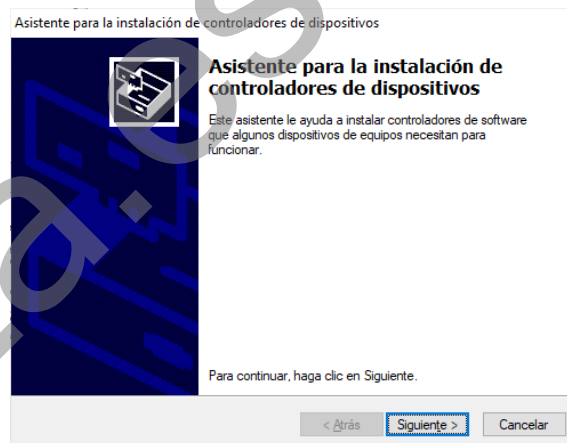 Asistente para la instalación de controladores de dispositivos
Asistente para la instalación de
controladores de dispositivos
Este asistente le ayuda a instalar controladores de software
que algunos dispositivos de equipos necesitan para
funcionar.
Para continuar, haga clic en Siguiente.
< Atrás Siguiente > Cancelar